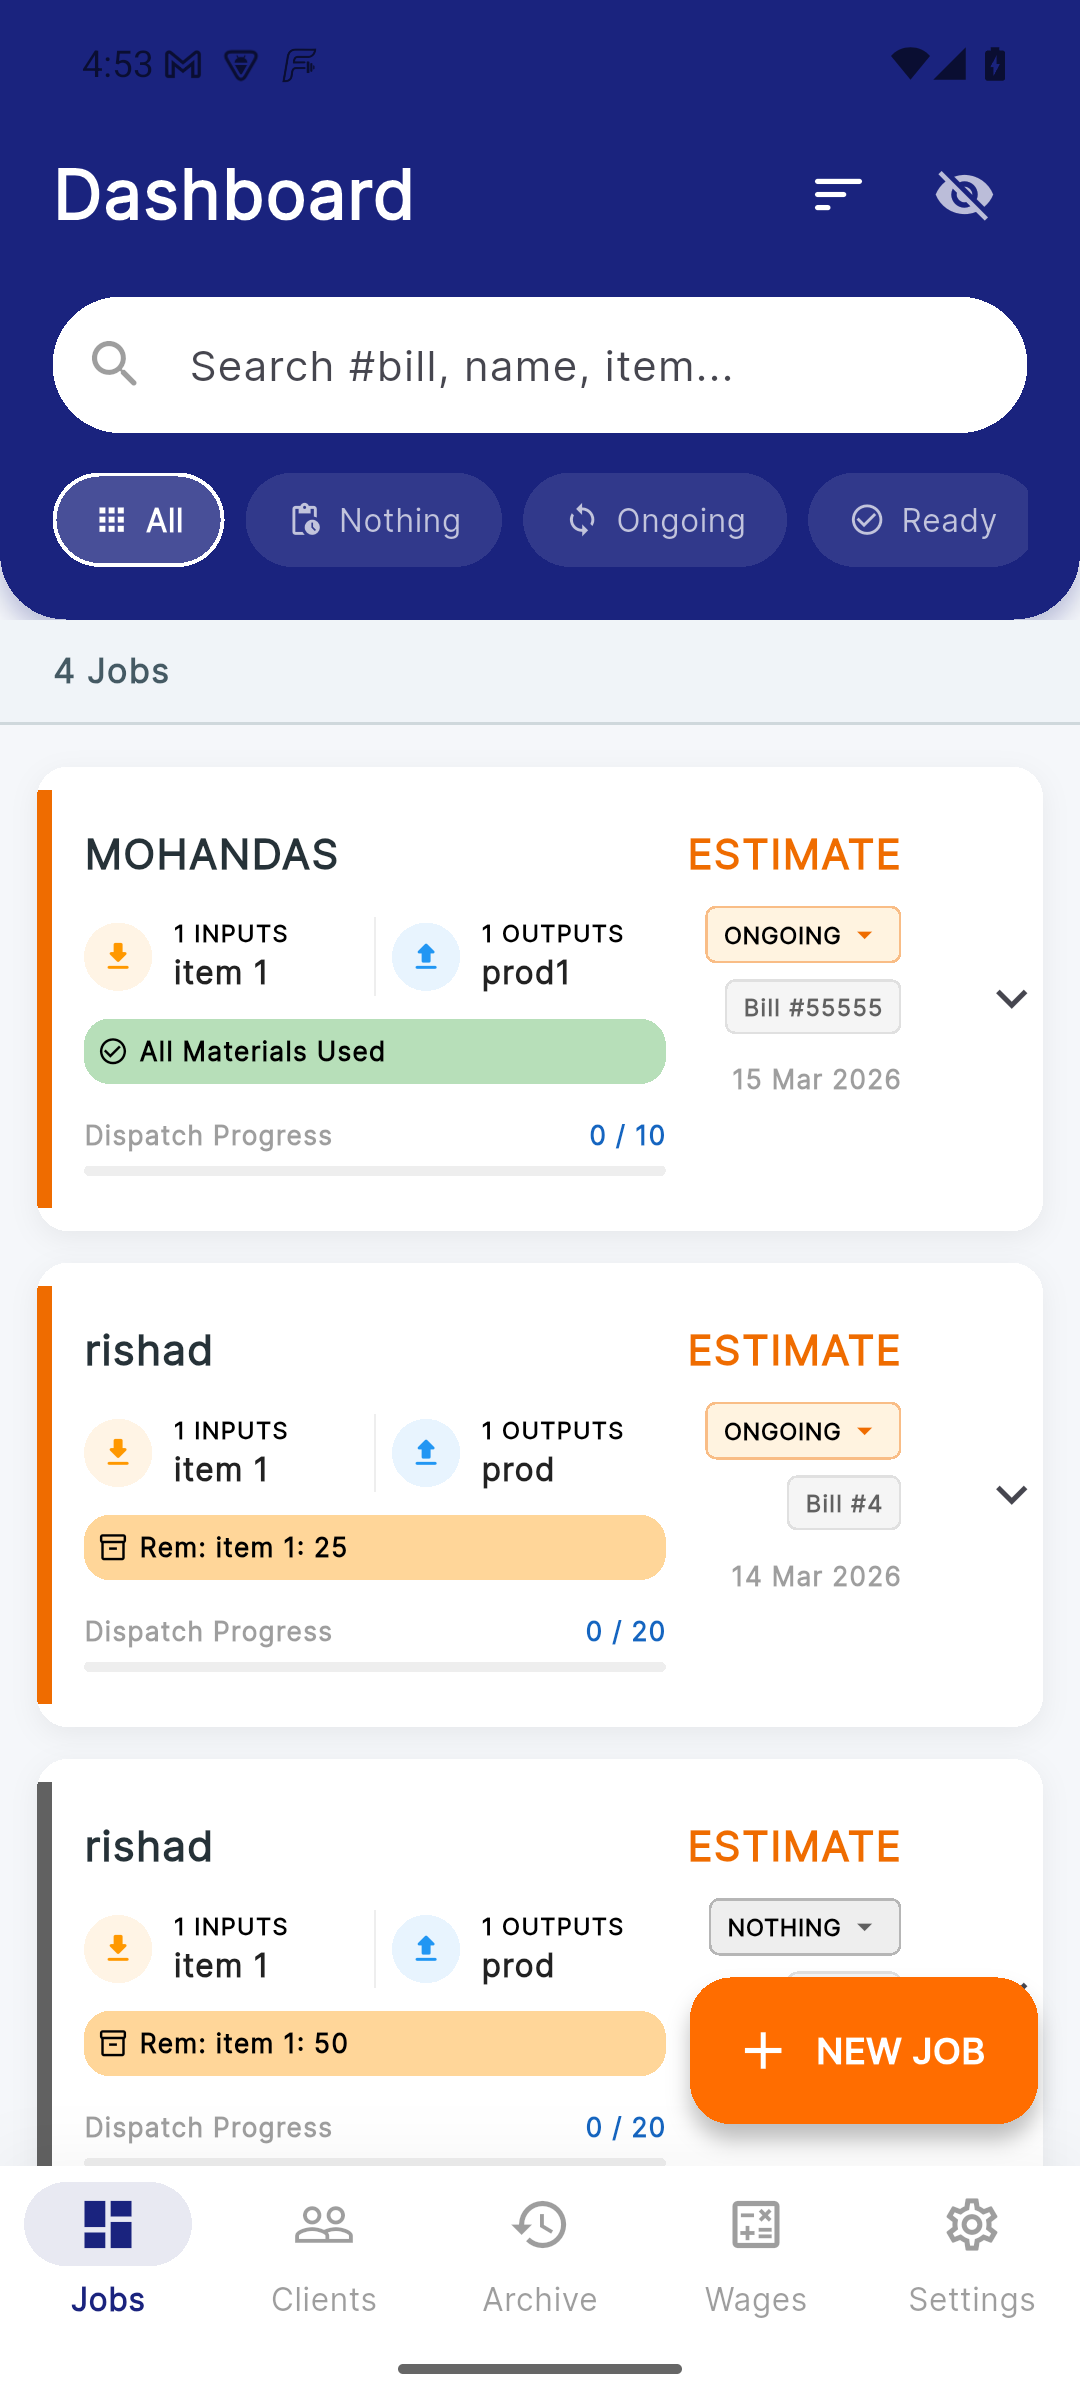 4:53
Dashboard
Search #bill, name, item...
All
Nothing
Ongoing
Ready
4 Jobs
MOHANDAS
ESTIMATE
1 INPUTS
item 1
1 OUTPUTS
prod1
ONGOING
Bill #55555
All Materials Used
15 Mar 2026
Dispatch Progress
0 / 10
rishad
ESTIMATE
1 INPUTS
item 1
1 OUTPUTS
prod
ONGOING
Bill #4
Rem: item 1: 25
14 Mar 2026
Dispatch Progress
0 / 20
rishad
ESTIMATE
1 INPUTS
item 1
1 OUTPUTS
prod
NOTHING
Rem: item 1: 50
NEW JOB
Dispatch Progress
0 / 20
Jobs
Clients
Archive
Wages
Settings